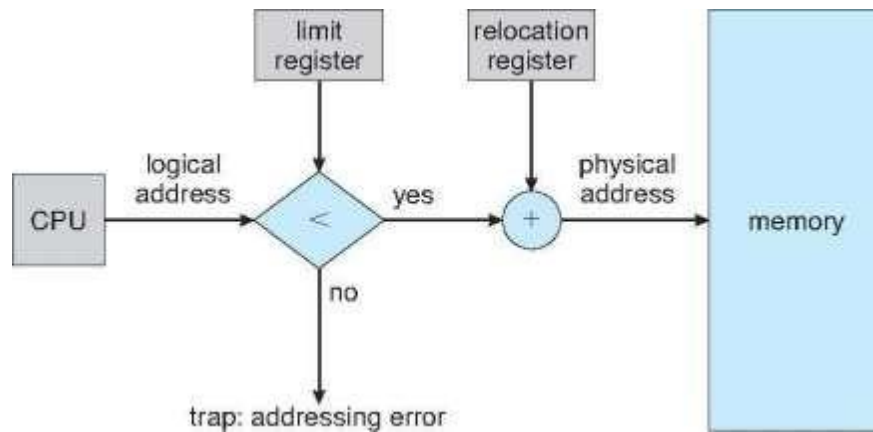 limit
register
relocation
register
logical
address
physical
address
CPU
<
yes
+
memory
no
trap: addressing error